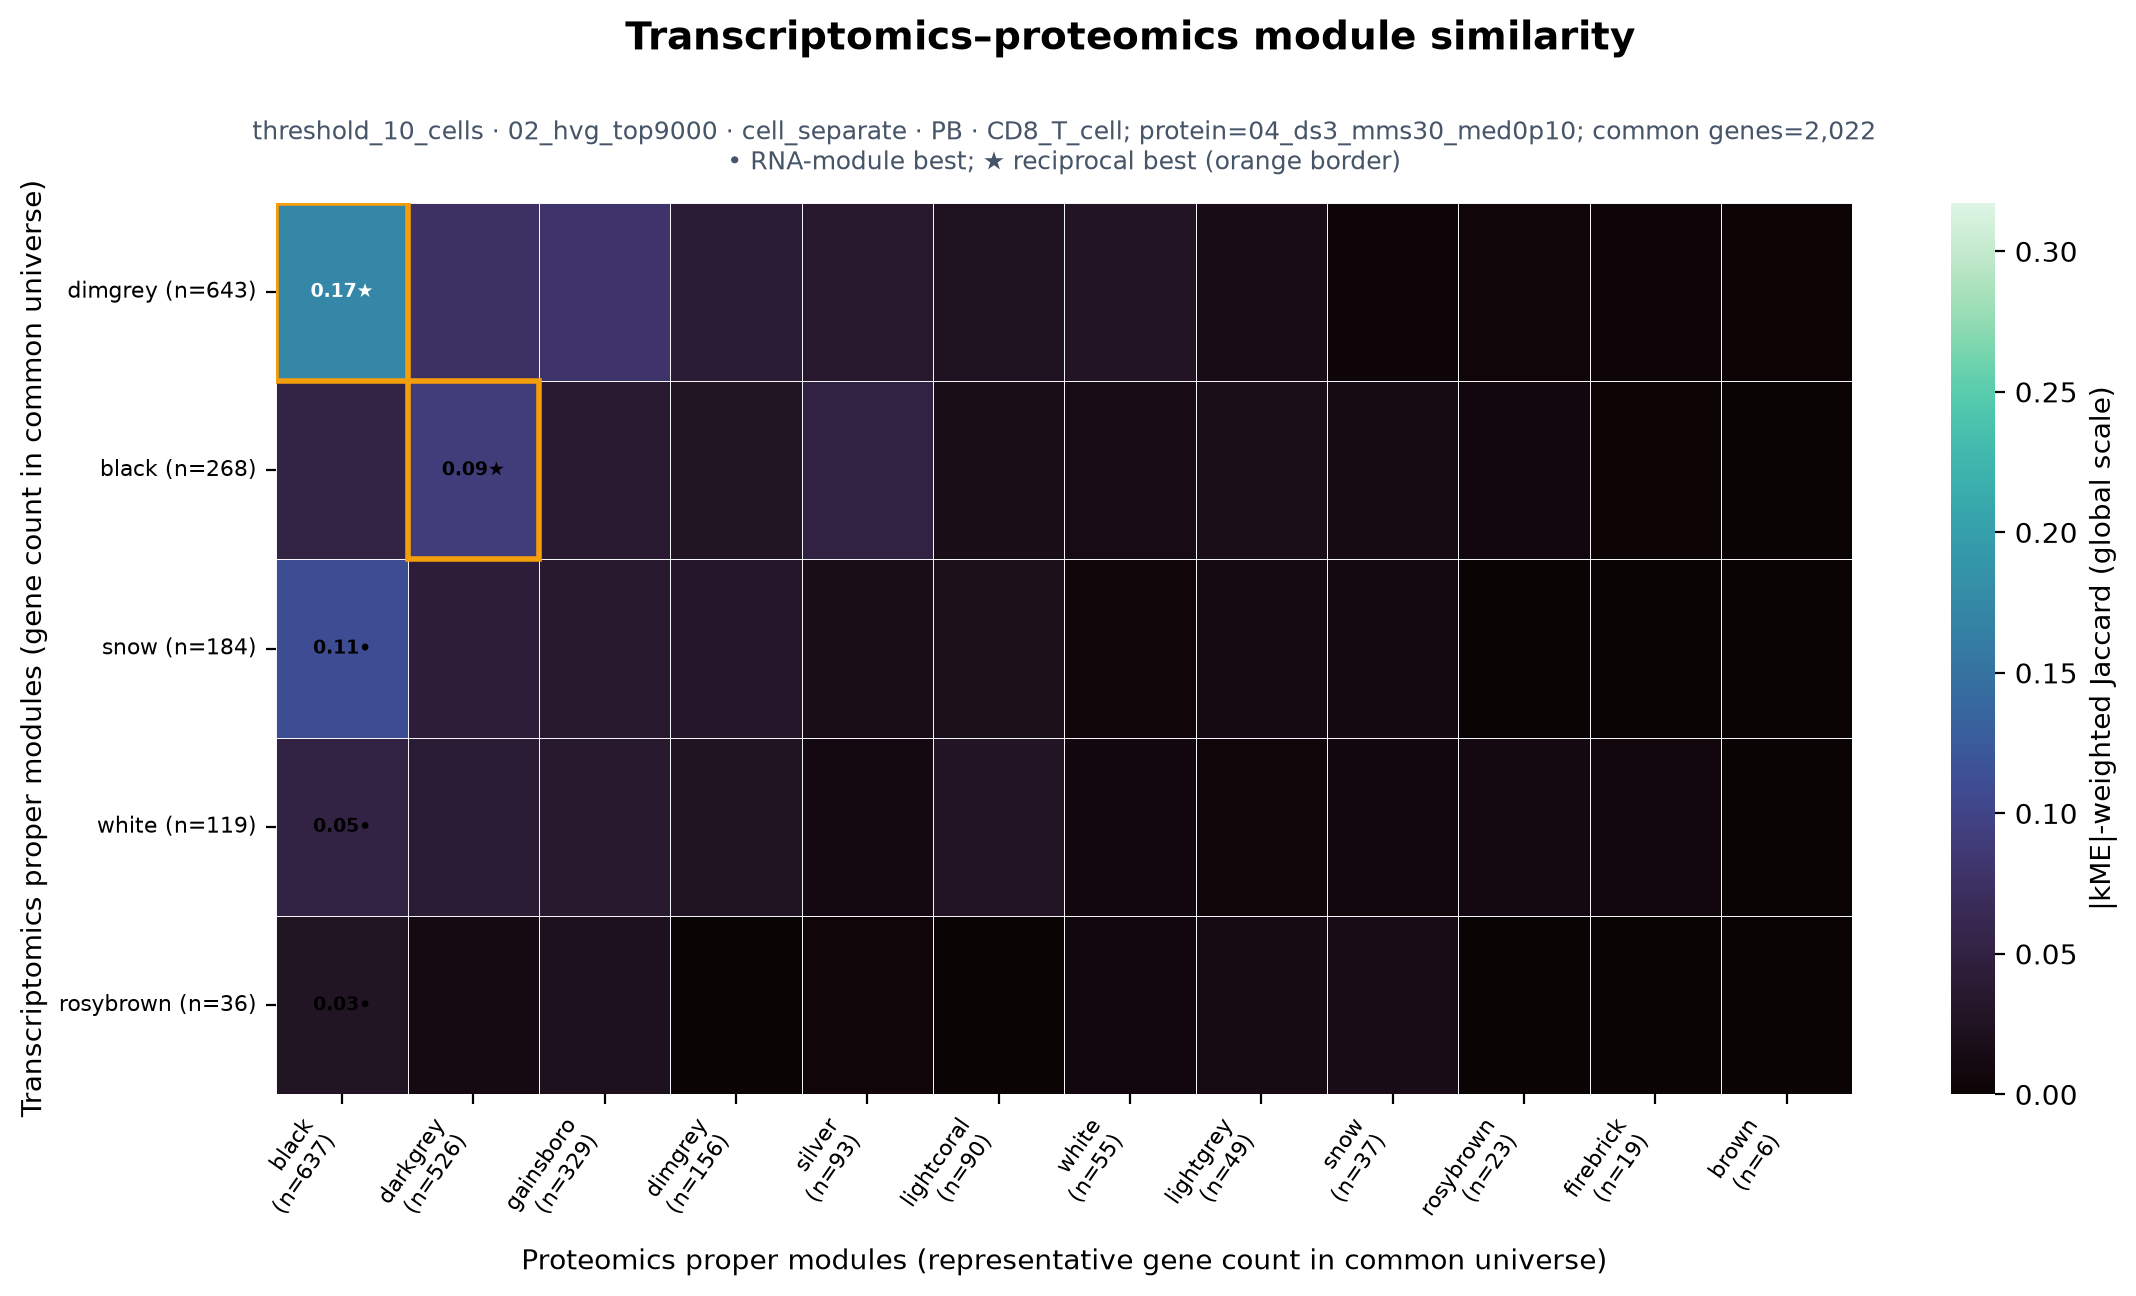 Transcriptomics–proteomics module similarity
threshold_10_cells · 02_hvg_top9000 · cell_separate · PB · CD8_T_cell; protein=04_ds3_mms30_med0p10; common genes=2,022
• RNA-module best; ★ reciprocal best (orange border)
Transcriptomics proper modules (gene count in common universe)
dimgrey (n=643)
black (n=268)
snow (n=184)
white (n=119)
rosybrown (n=36)
0.17★
0.09★
0.11•
0.05•
0.03•
black
(n=637)
darkgrey
(n=526)
gainsboro
(n=329)
dimgrey
(n=156)
silver
(n=93)
lightcoral
(n=90)
white
(n=55)
lightgrey
(n=49)
snow
(n=37)
rosybrown
(n=23)
firebrick
(n=19)
brown
(n=6)
Proteomics proper modules (representative gene count in common universe)
0.30
0.25
0.20
0.15
0.10
0.05
0.00
|kME|-weighted Jaccard (global scale)